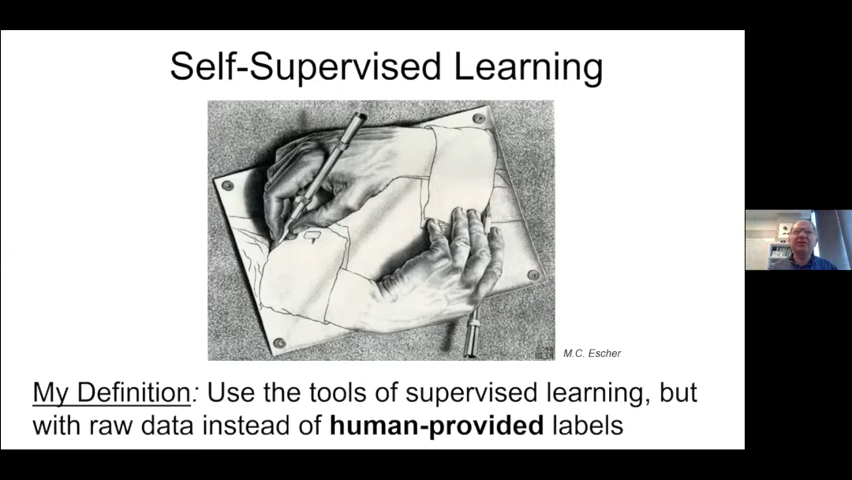 Self-Supervised Learning
M.C. Escher
My Definition: Use the tools of supervised learning, but
with raw data instead of human-provided labels